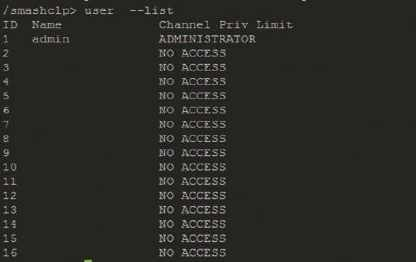 /smashclp> user --list
ID Name Channel Priv Limit
1 admin ADMINISTRATOR
2 NO ACCESS
3 NO ACCESS
4 NO ACCESS
5 NO ACCESS
6 NO ACCESS
7 NO ACCESS
8 NO ACCESS
9 NO ACCESS
10 NO ACCESS
11 NO ACCESS
12 NO ACCESS
13 NO ACCESS
14 NO ACCESS
15 NO ACCESS
16 NO ACCESS